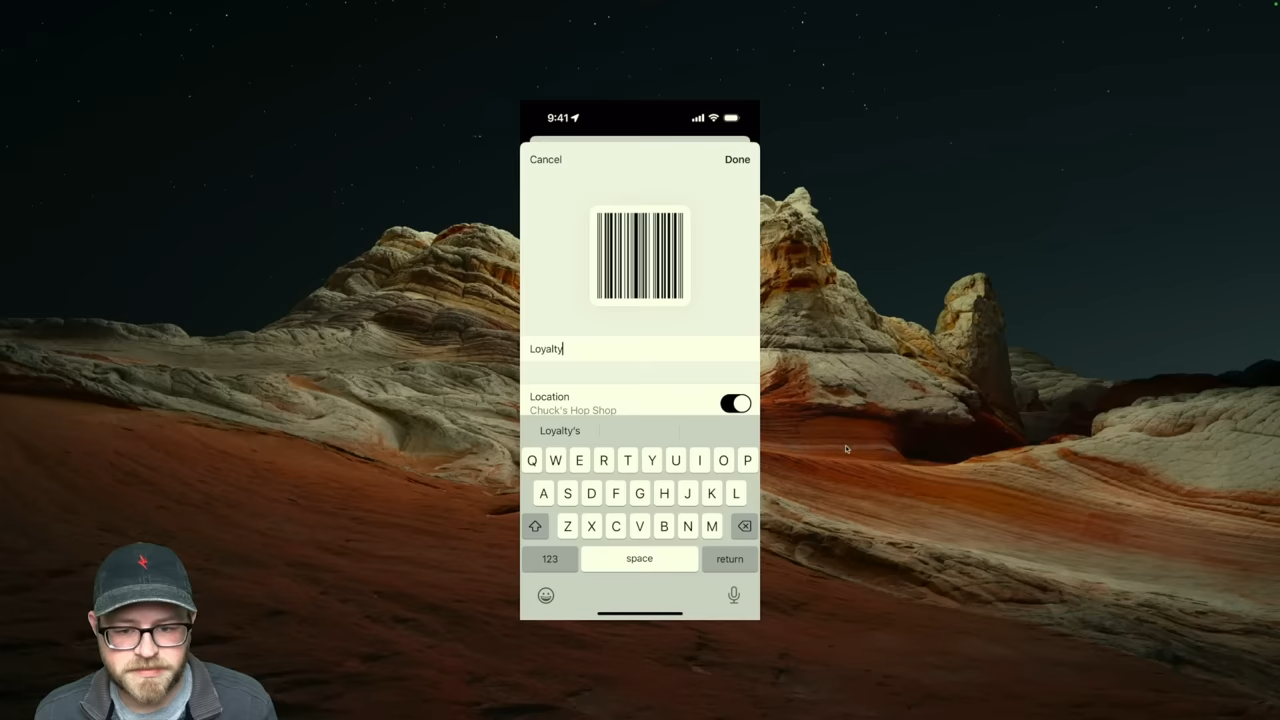 9:41
Cancel Done
Loyalty
Location
Chuck's Hop Shop
Loyalty's
Q W E R T Y U I O P
A S D F G H J K L
Z X C V B N M
123 space return